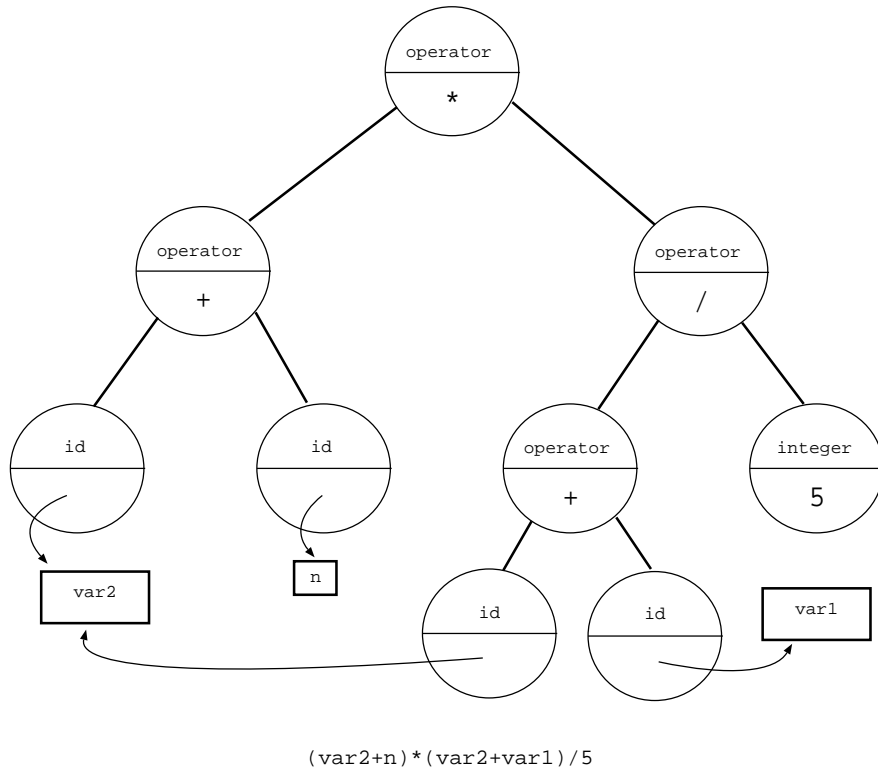 operator
*
operator
+
operator
/
id
id
operator
+
integer
5
var2
n
id
id
var1
(var2+n)*(var2+var1)/5